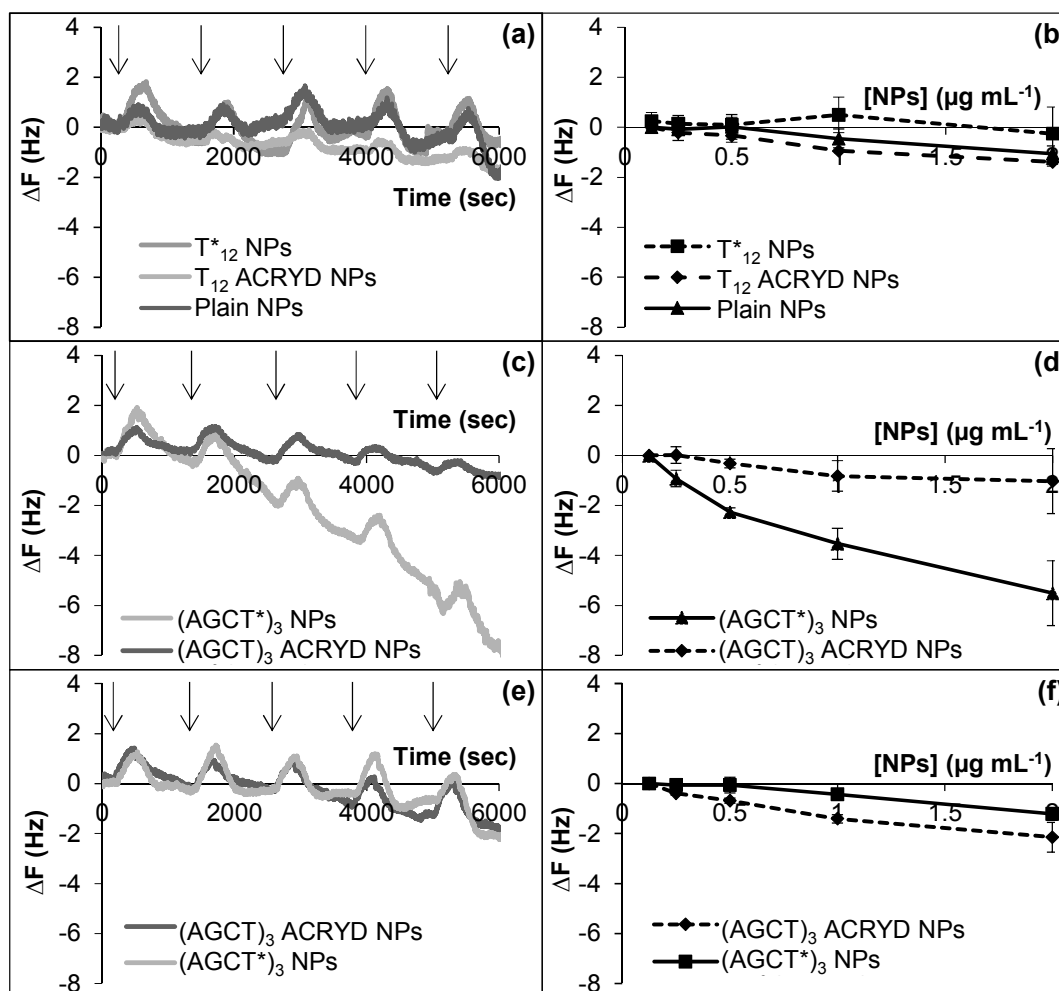 (a)
4
2
0
-2
-4
-6
-8
ΔF (Hz)
0 2000 4000 6000
Time (sec)
T*12 NPs
T12 ACRYD NPs
Plain NPs
(b)
4
2
0
-2
-4
-6
-8
ΔF (Hz)
[NPs] (µg mL-1)
0 0.5 1 1.5 2
T*12 NPs
T12 ACRYD NPs
Plain NPs
(c)
4
2
0
-2
-4
-6
-8
ΔF (Hz)
Time (sec)
0 2000 4000 6000
(AGCT*)3 NPs
(AGCT)3 ACRYD NPs
(d)
4
2
0
-2
-4
-6
-8
ΔF (Hz)
[NPs] (µg mL-1)
0 0.5 1 1.5 2
(AGCT*)3 NPs
(AGCT)3 ACRYD NPs
(e)
4
2
0
-2
-4
-6
-8
ΔF (Hz)
Time (sec)
0 2000 4000 6000
(AGCT)3 ACRYD NPs
(AGCT*)3 NPs
(f)
4
2
0
-2
-4
-6
-8
ΔF (Hz)
[NPs] (µg mL-1)
0 0.5 1 1.5 2
(AGCT)3 ACRYD NPs
(AGCT*)3 NPs